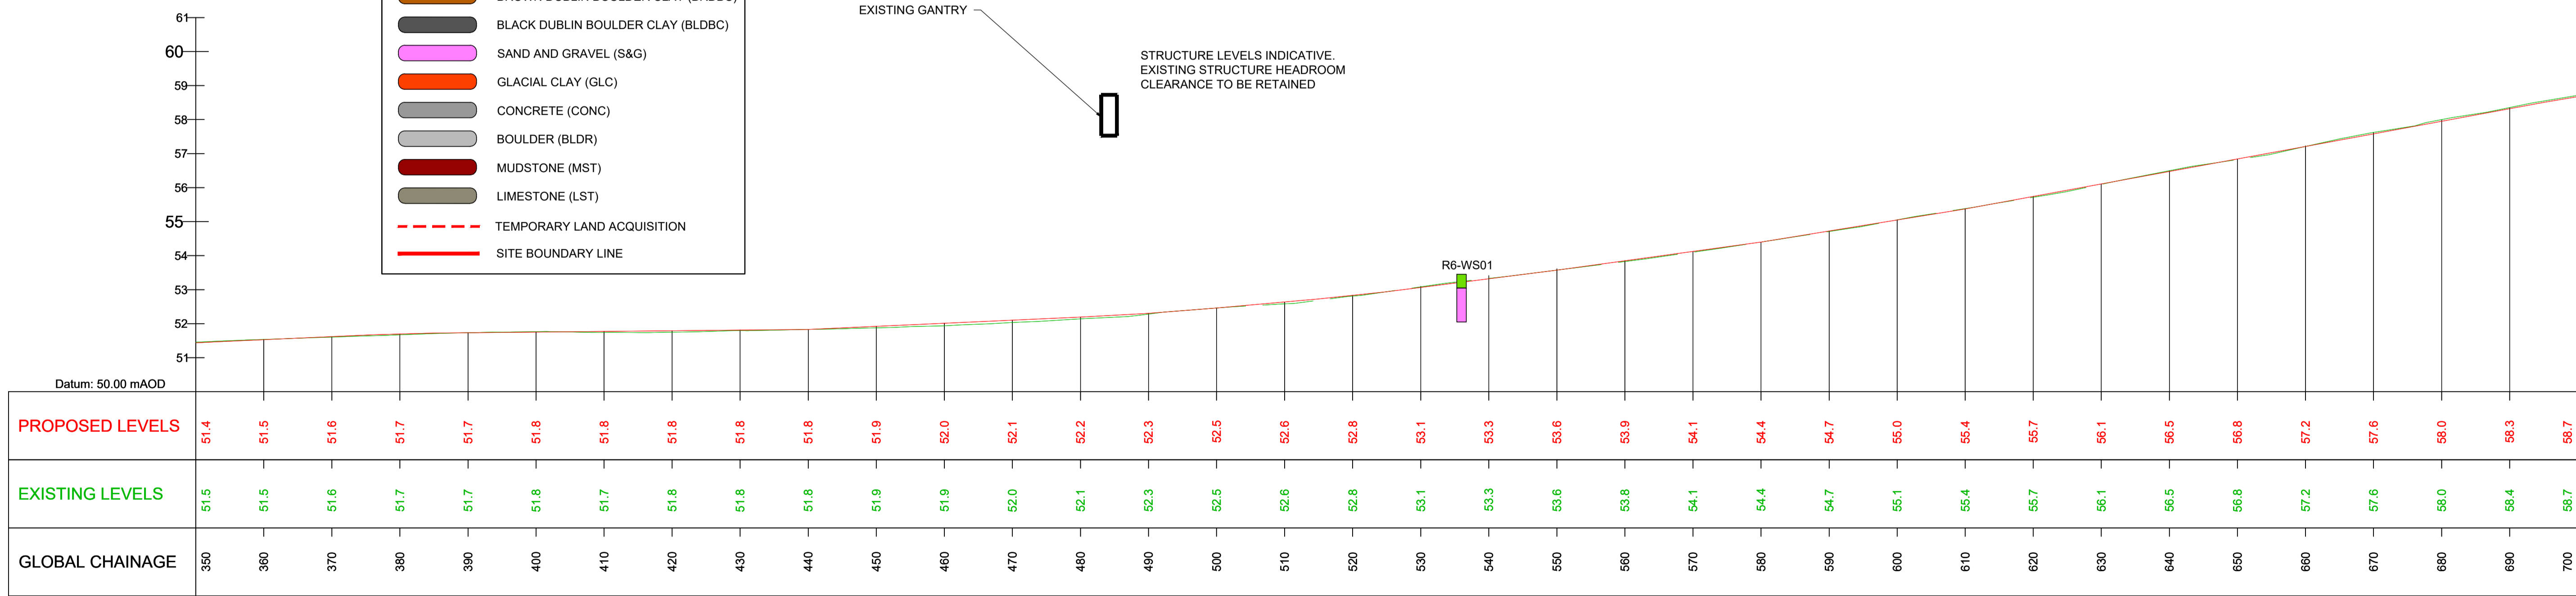 61
60
59
58
57
56
55
54
53
52
51
BLACK DUBLIN BOULDER CLAY (BLDBC)
SAND AND GRAVEL (S&G)
GLACIAL CLAY (GLC)
CONCRETE (CONC)
BOULDER (BLDR)
MUDSTONE (MST)
LIMESTONE (LST)
TEMPORARY LAND ACQUISITION
SITE BOUNDARY LINE
EXISTING GANTRY
STRUCTURE LEVELS INDICATIVE.
EXISTING STRUCTURE HEADROOM
CLEARANCE TO BE RETAINED
R6-WS01
Datum: 50.00 mAOD
PROPOSED LEVELS 51.4 51.5 51.6 51.7 51.7 51.8 51.8 51.8 51.8 51.8 51.9 52.0 52.1 52.2 52.3 52.5 52.6 52.8 53.1 53.3 53.6 53.9 54.1 54.4 54.7 55.0 55.4 55.7 56.1 56.5 56.8 57.2 57.6 58.0 58.3 58.7
EXISTING LEVELS 51.5 51.5 51.6 51.7 51.7 51.8 51.7 51.8 51.8 51.8 51.9 51.9 52.0 52.1 52.3 52.5 52.6 52.8 53.1 53.3 53.6 53.8 54.1 54.4 54.7 55.1 55.4 55.7 56.1 56.5 56.8 57.2 57.6 58.0 58.4 58.7
GLOBAL CHAINAGE 350 360 370 380 390 400 410 420 430 440 450 460 470 480 490 500 510 520 530 540 550 560 570 580 590 600 610 620 630 640 650 660 670 680 690 700